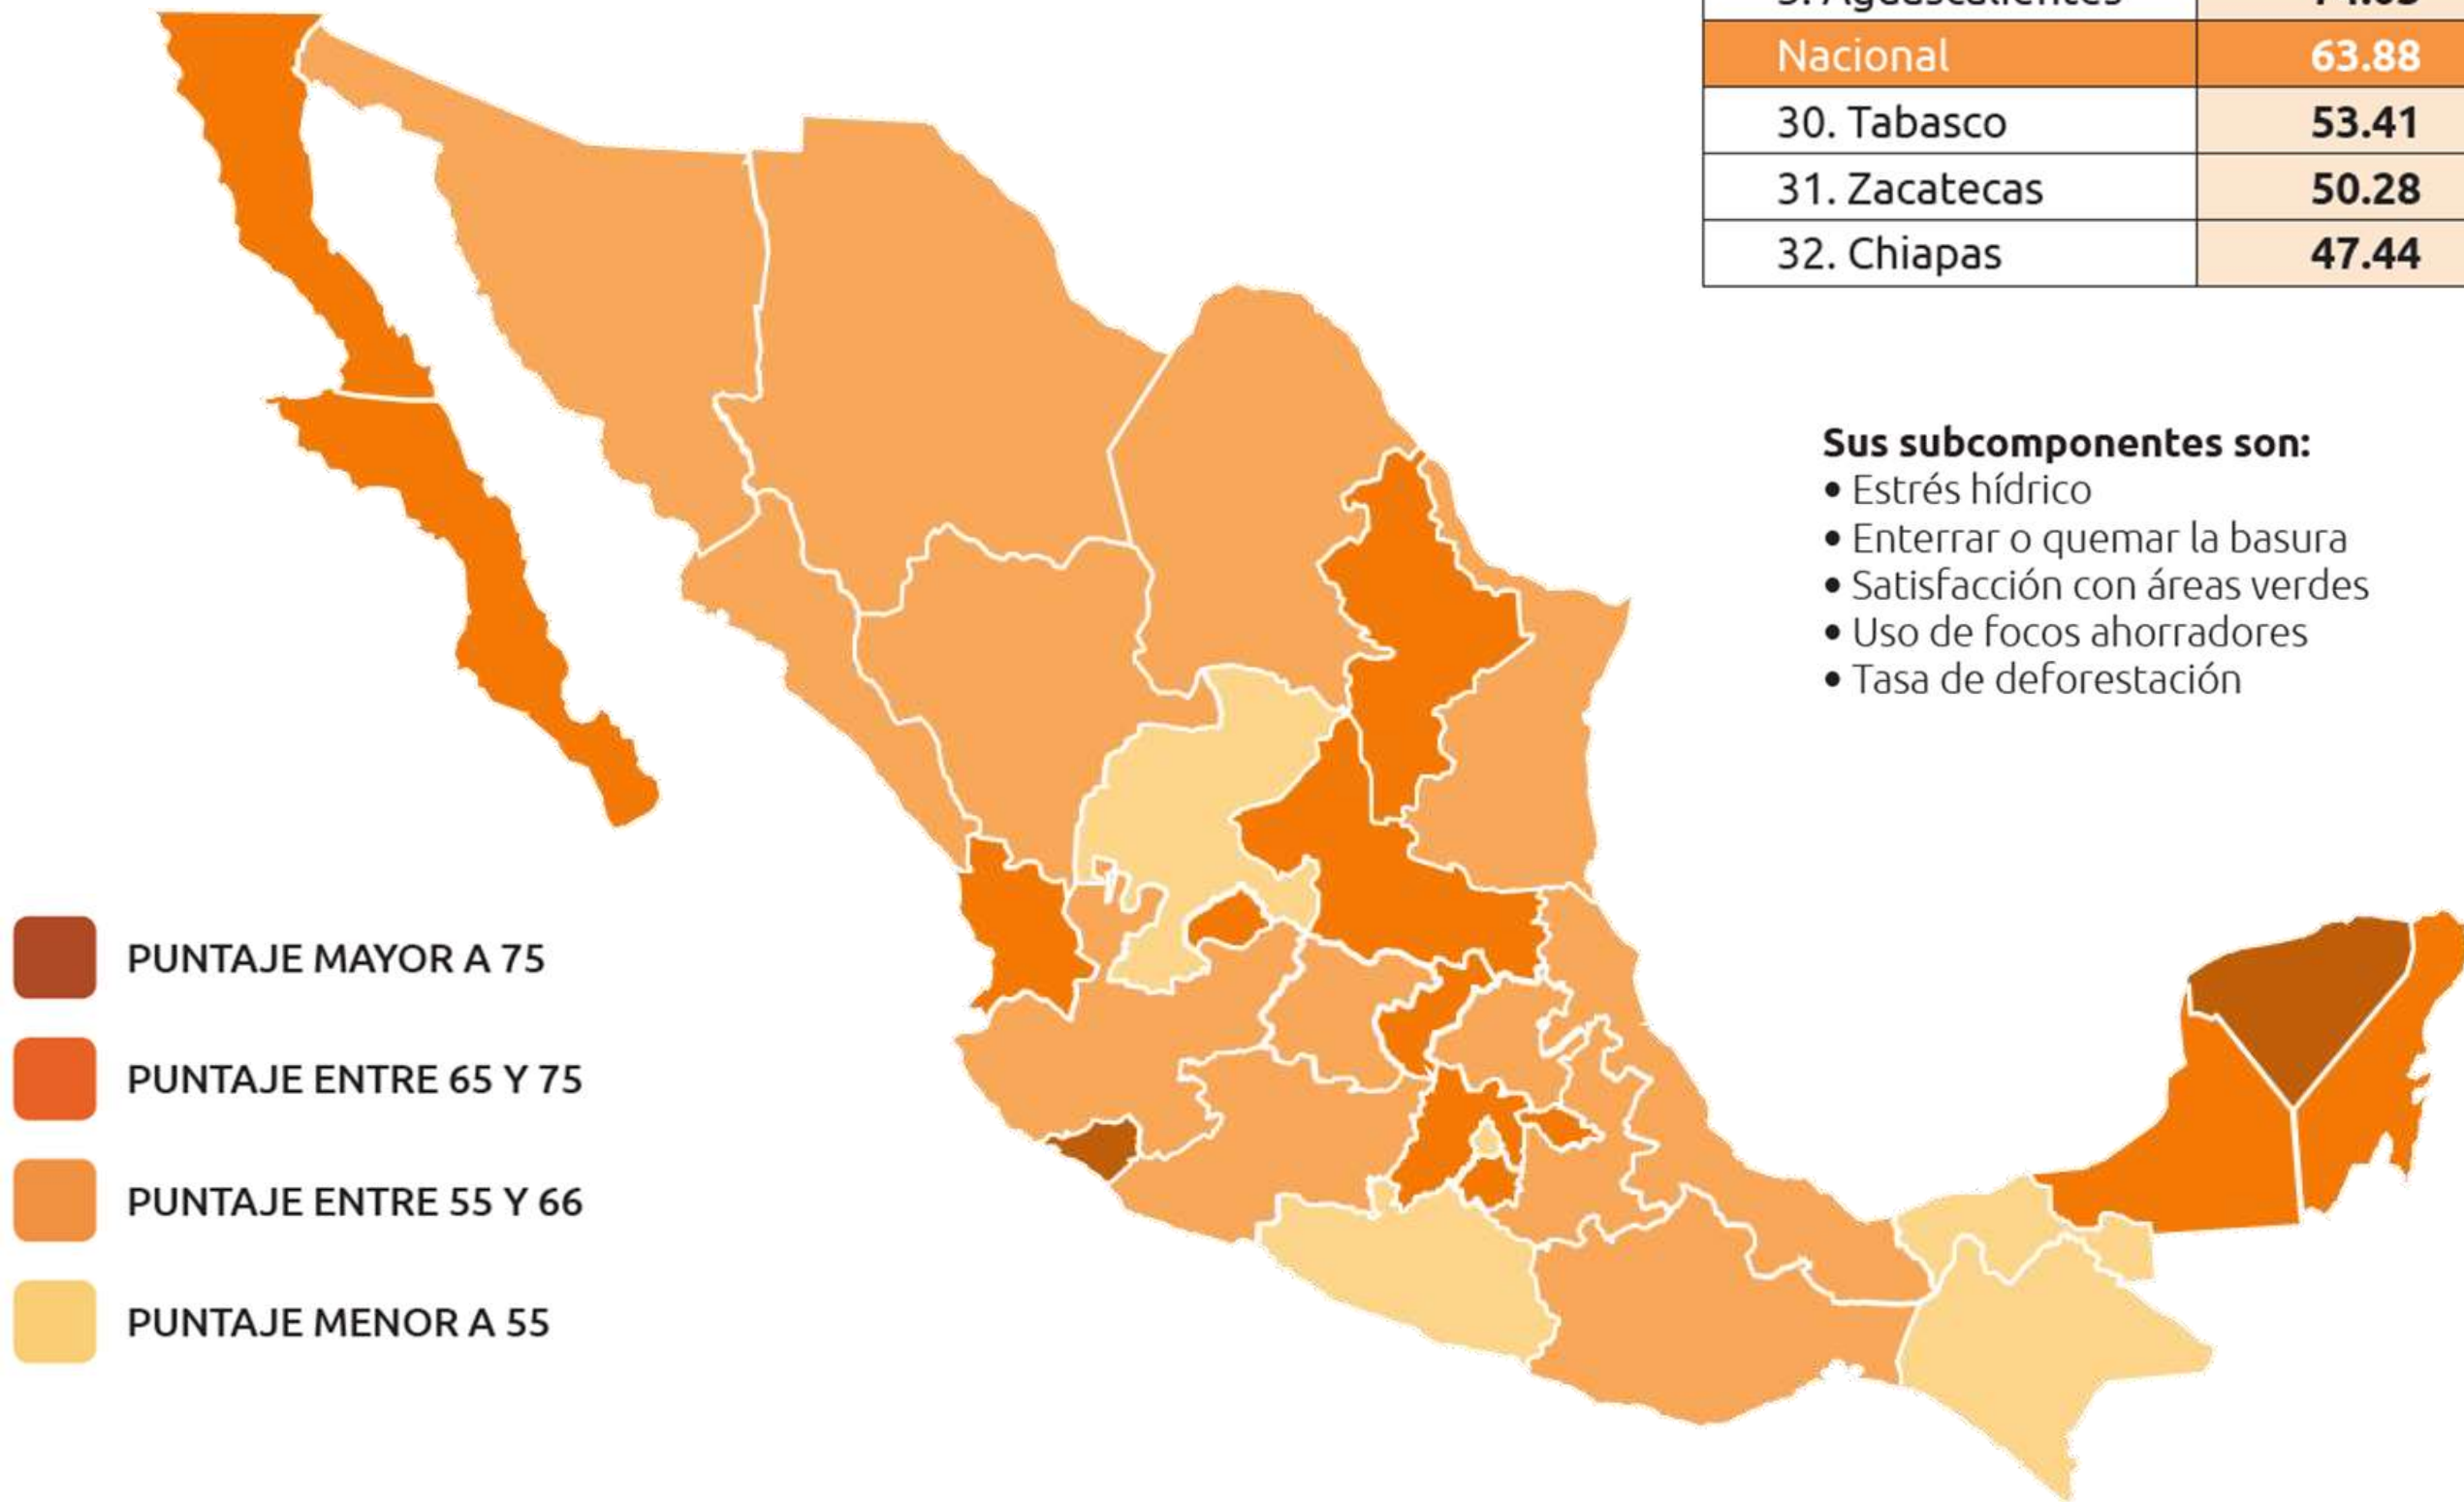 Nacional 63.88
30. Tabasco 53.41
31. Zacatecas 50.28
32. Chiapas 47.44
Sus subcomponentes son:
• Estrés hídrico
• Enterrar o quemar la basura
• Satisfacción con áreas verdes
• Uso de focos ahorradores
• Tasa de deforestación
PUNTAJE MAYOR A 75
PUNTAJE ENTRE 65 Y 75
PUNTAJE ENTRE 55 Y 66
PUNTAJE MENOR A 55